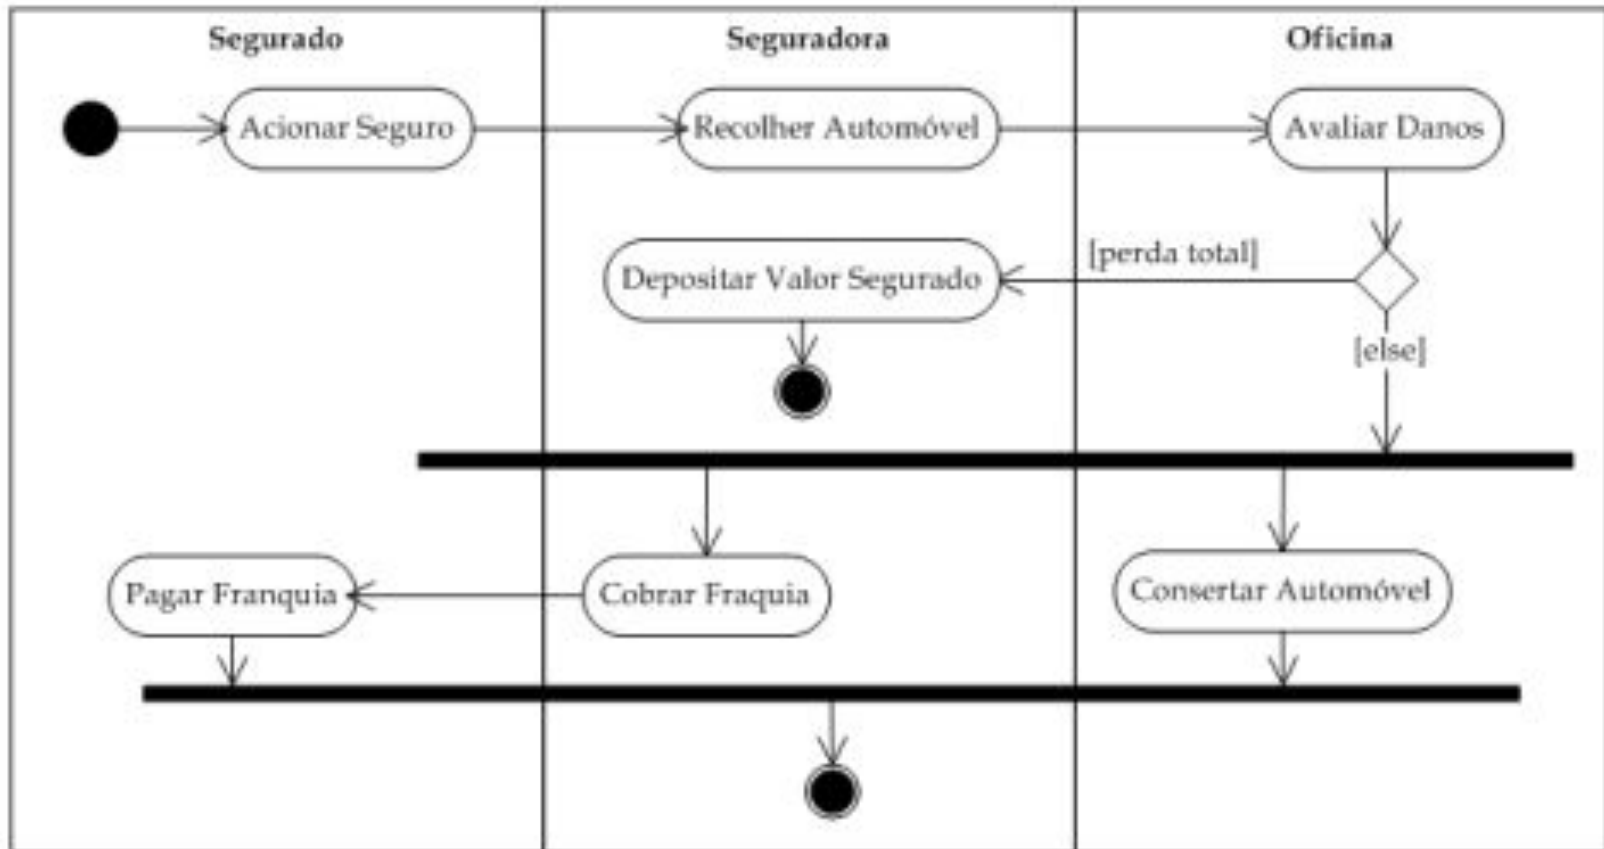 Segurado
Seguradora
Oficina
Acionar Seguro
Recolher Automóvel
Avaliar Danos
[perda total]
Depositar Valor Segurado
[else]
Pagar Franquia
Cobrar Fraquia
Consertar Automóvel